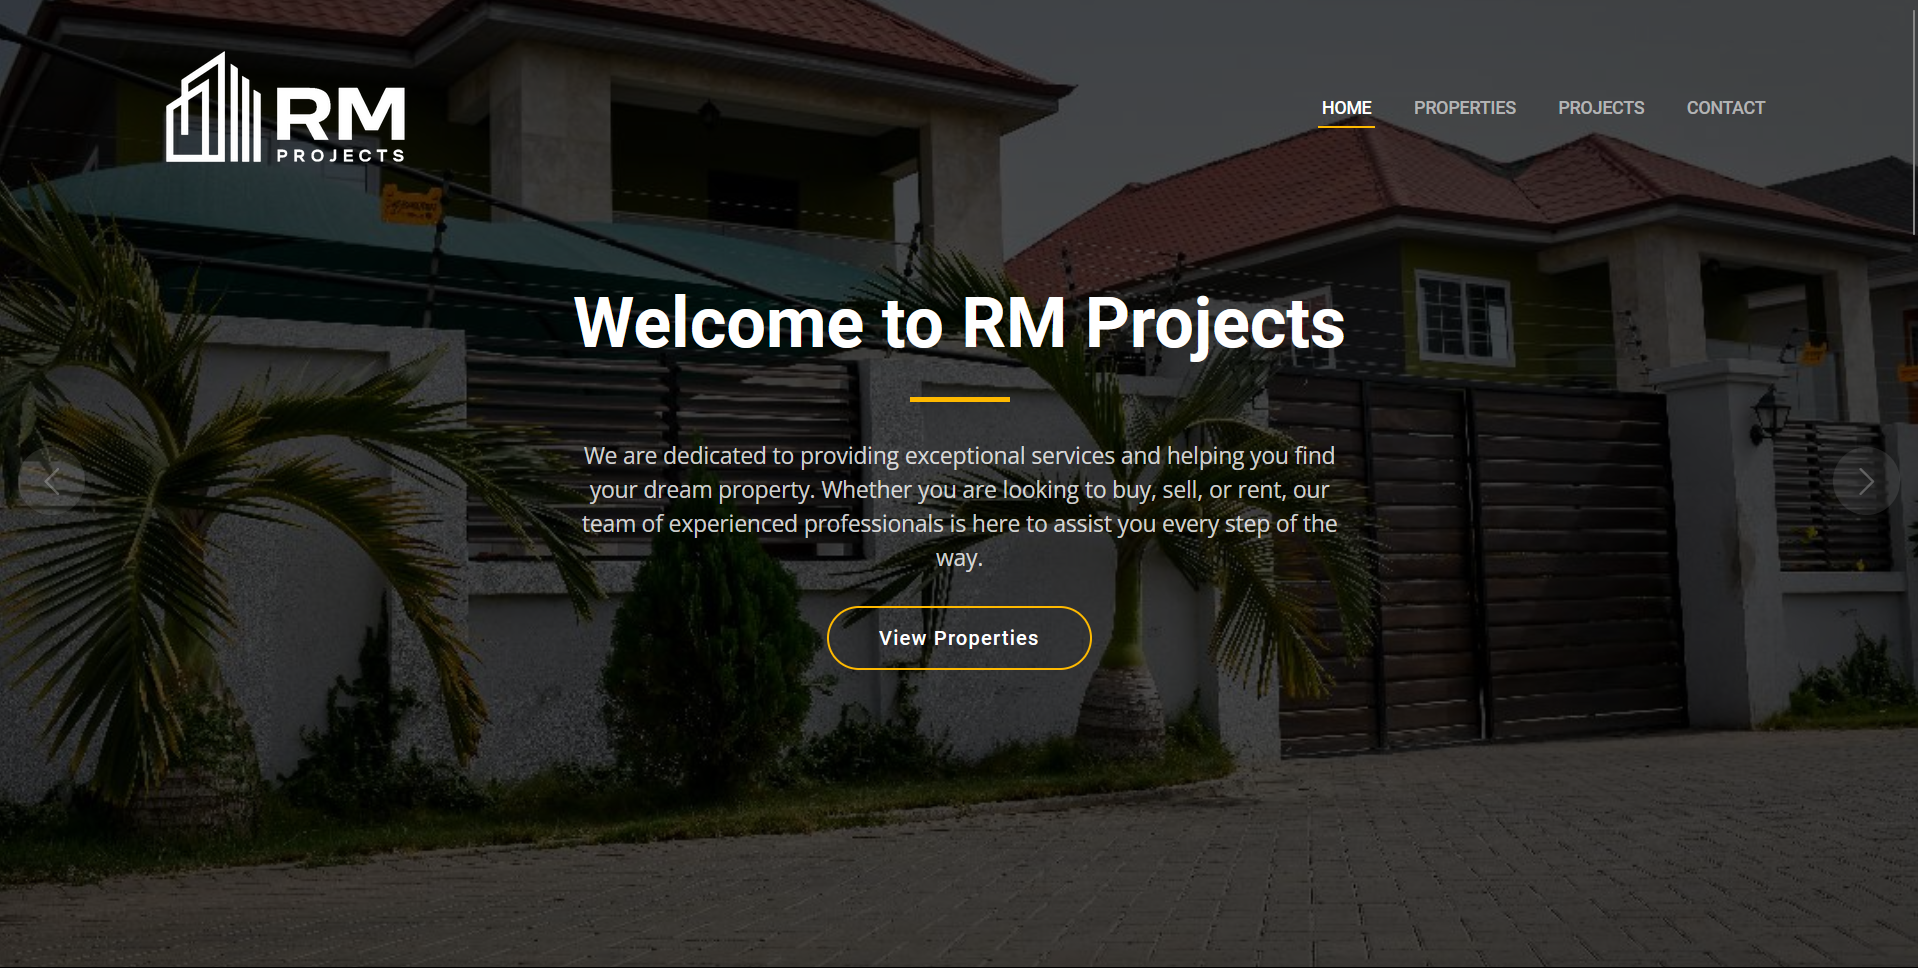 RM
PROJECTS
HOME
PROPERTIES
PROJECTS
CONTACT
Welcome to RM Projects
We are dedicated to providing exceptional services and helping you find
your dream property. Whether you are looking to buy, sell, or rent, our
team of experienced professionals is here to assist you every step of the
way.
View Properties